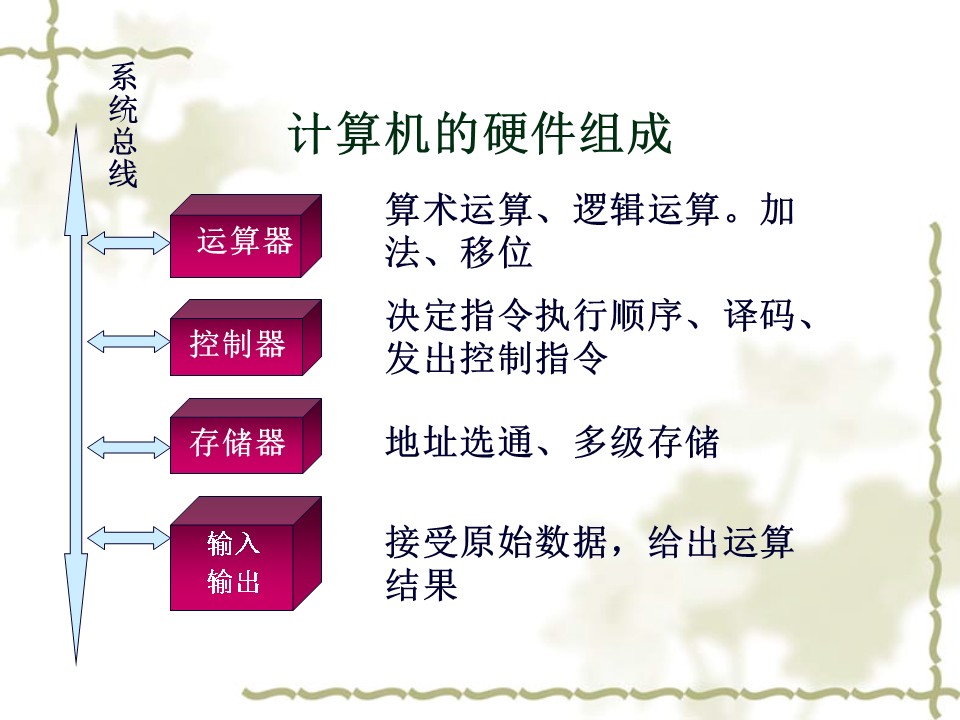 系统总线
计算机的硬件组成
运算器
算术运算、逻辑运算。加
法、移位
控制器
决定指令执行顺序、译码、
发出控制指令
存储器
地址选通、多级存储
输入
输出
接受原始数据，给出运算
结果